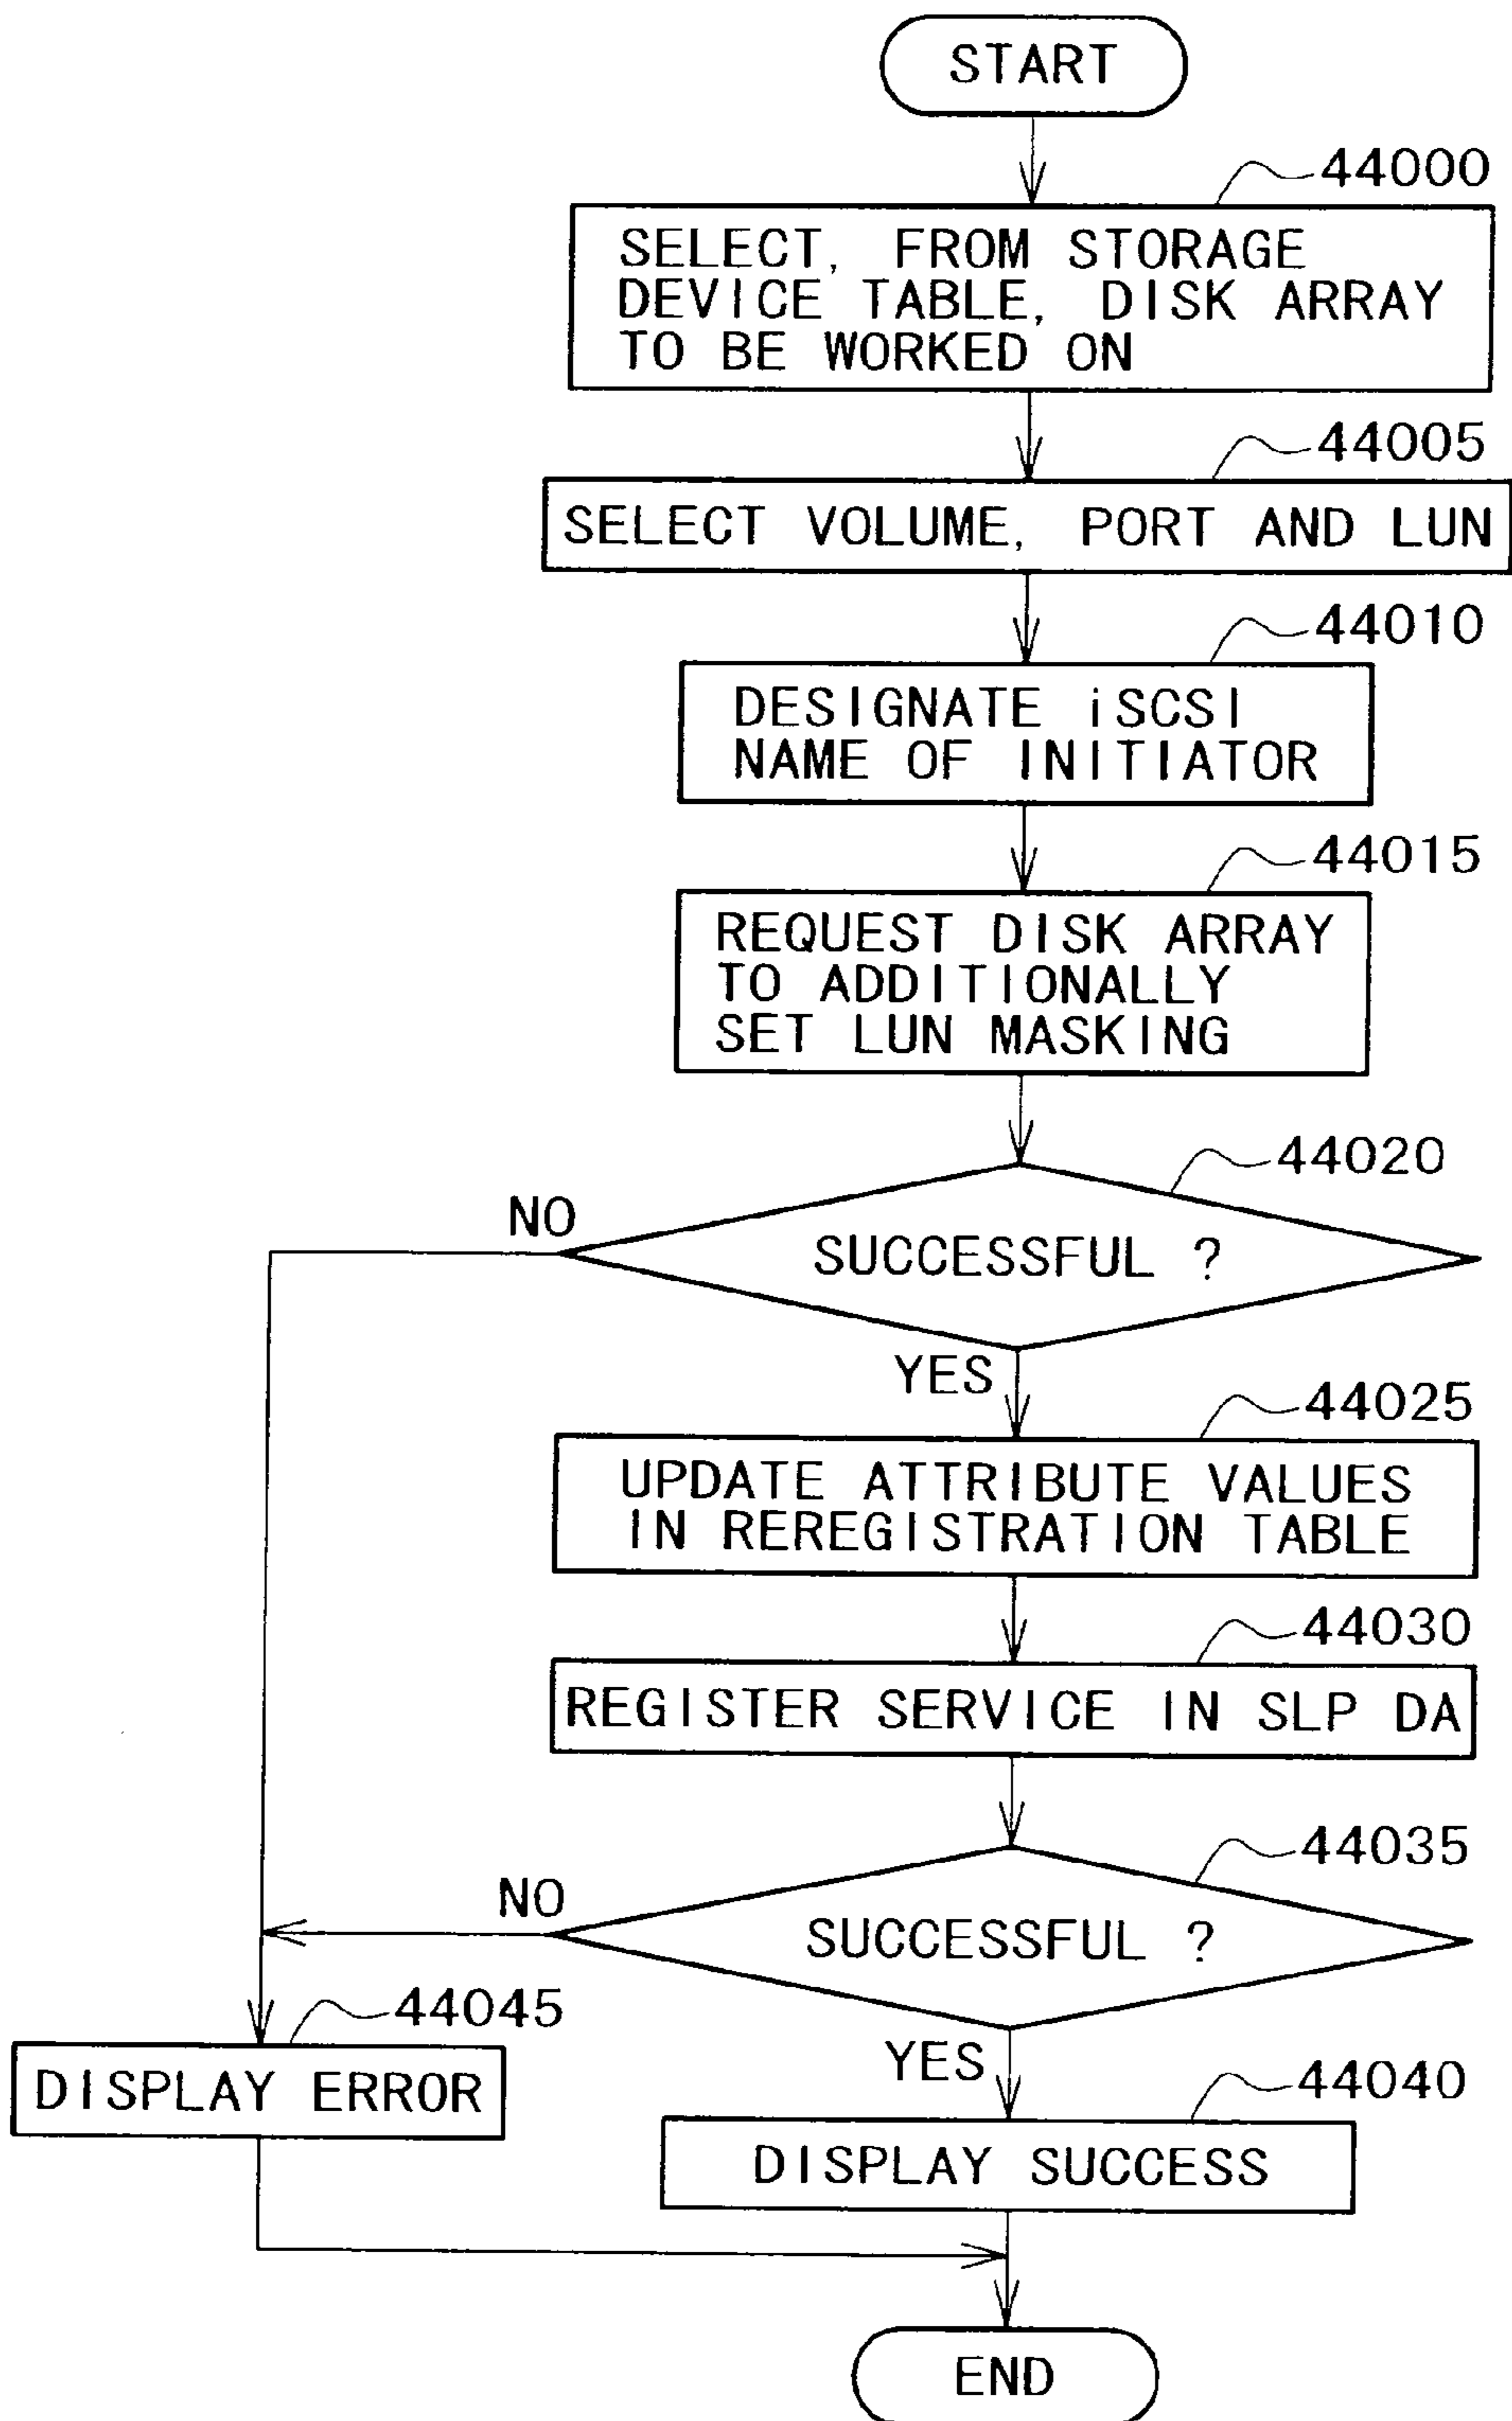 START
44000
SELECT, FROM STORAGE
DEVICE TABLE, DISK ARRAY
TO BE WORKED ON
44005
SELECT VOLUME, PORT AND LUN
44010
DESIGNATE iSCSI
NAME OF INITIATOR
44015
REQUEST DISK ARRAY
TO ADDITIONALLY
SET LUN MASKING
44020
NO
SUCCESSFUL ?
YES
44025
UPDATE ATTRIBUTE VALUES
IN REREGISTRATION TABLE
44030
REGISTER SERVICE IN SLP DA
44035
NO
SUCCESSFUL ?
44045
DISPLAY ERROR
YES
44040
DISPLAY SUCCESS
END